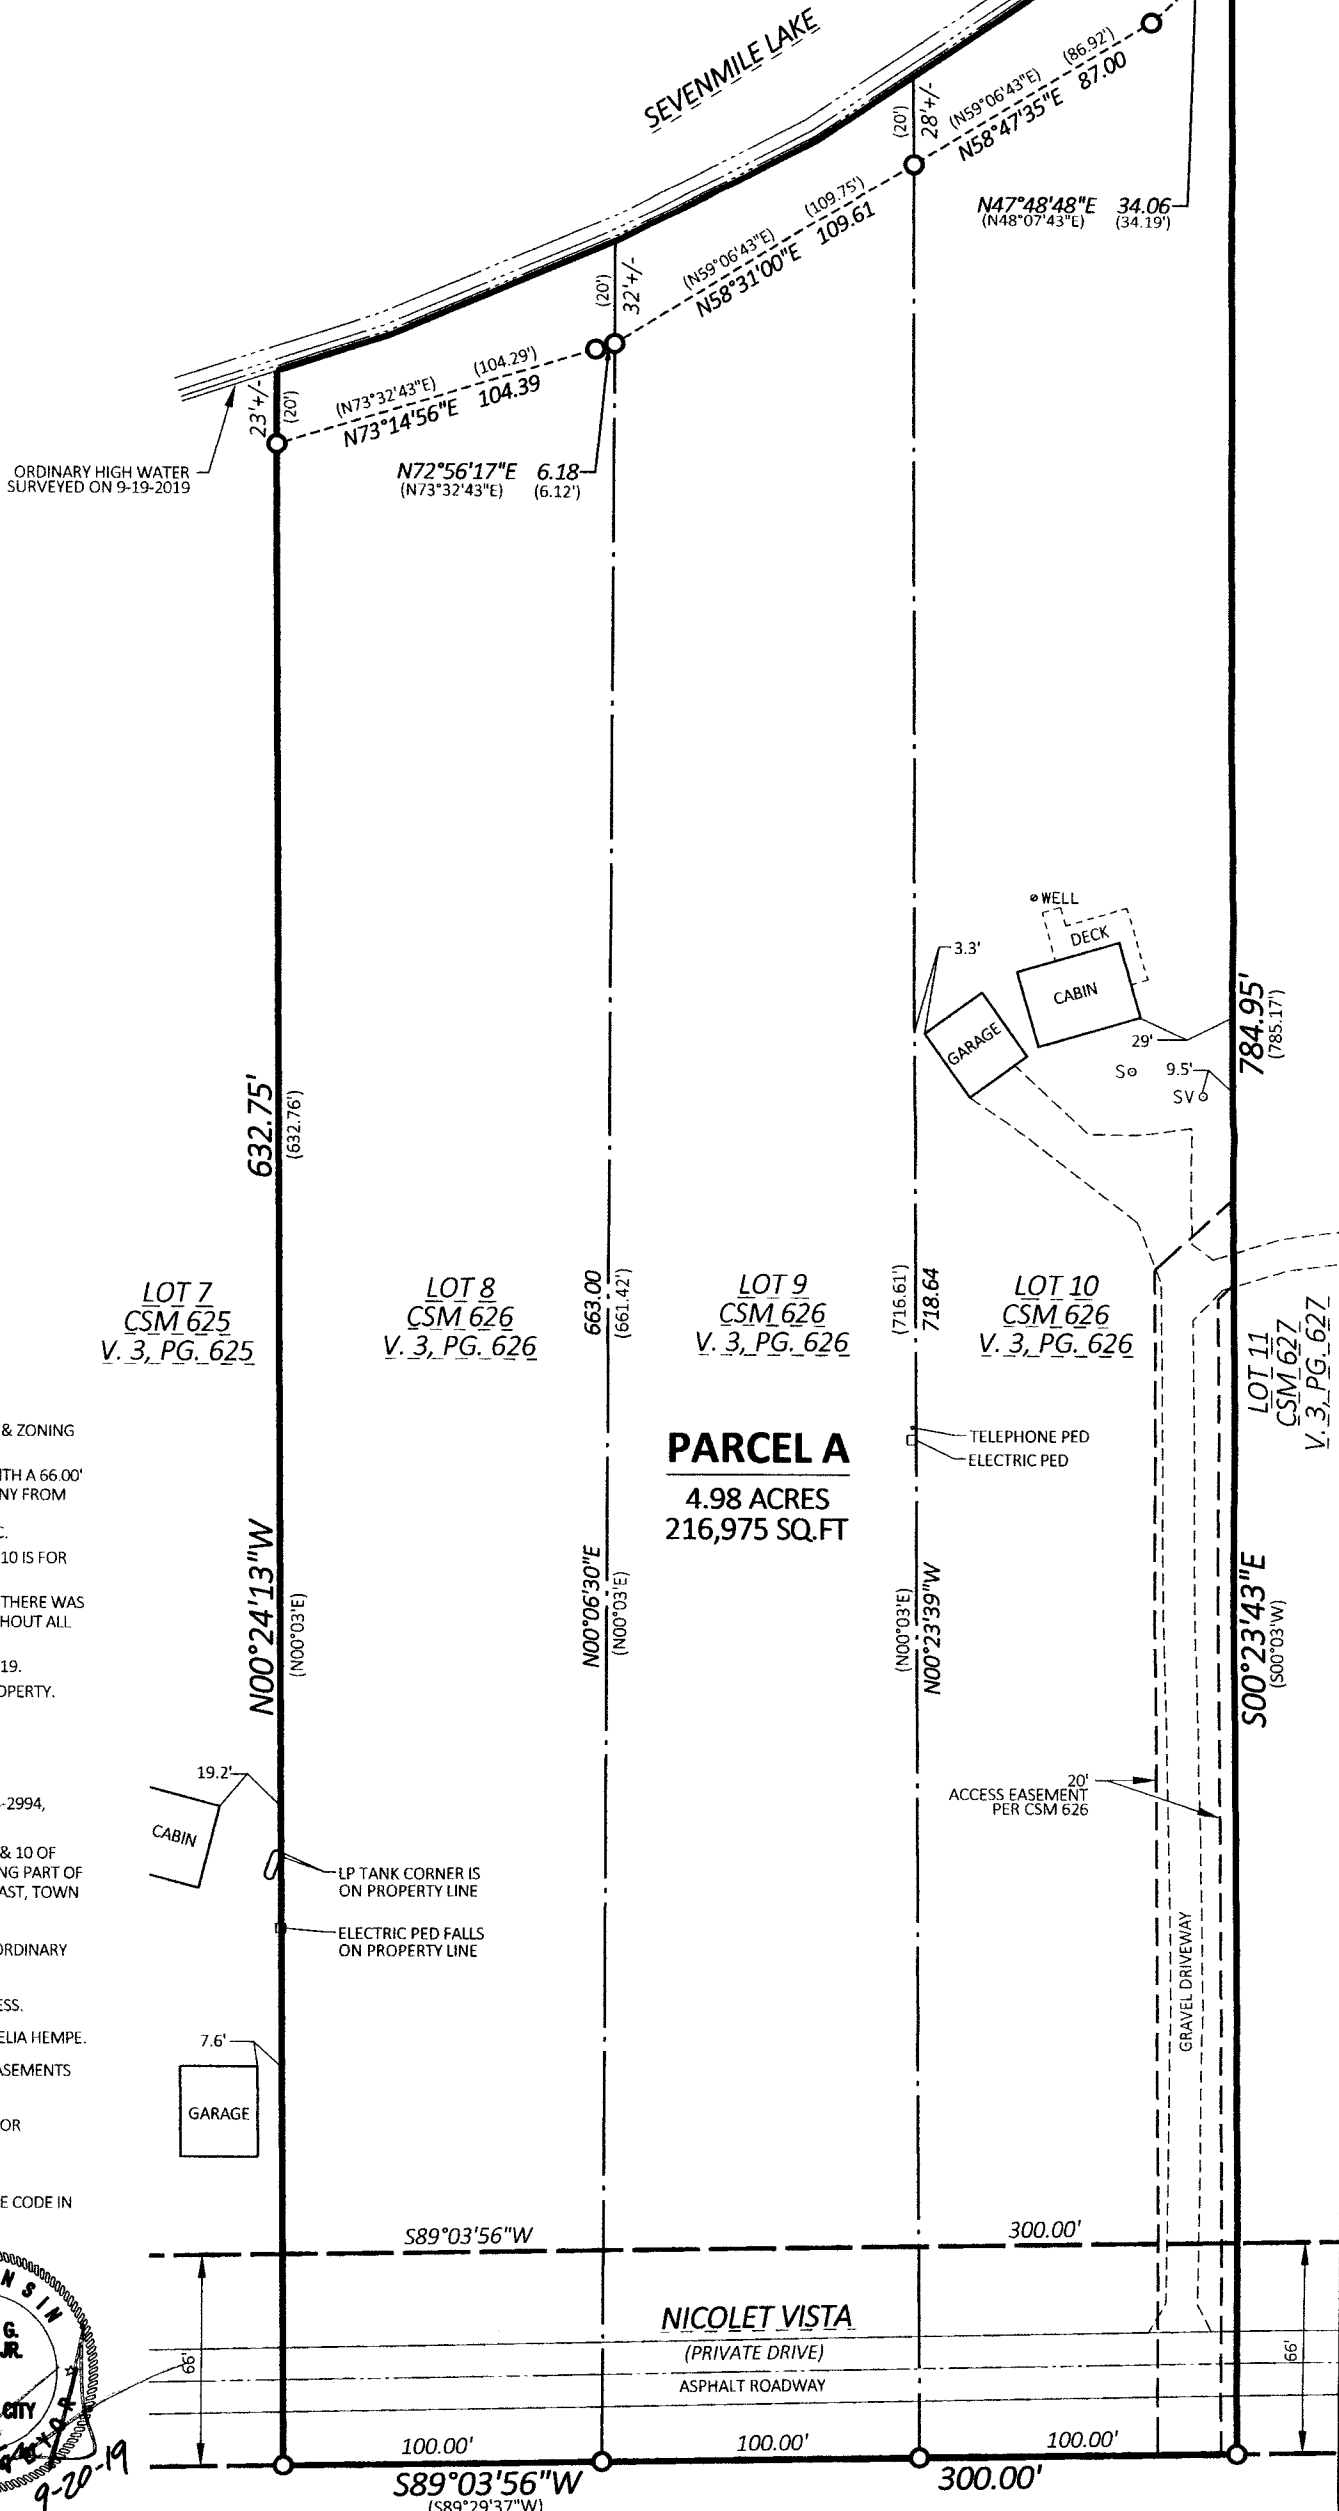 SEVENMILE LAKE
(86.92')
(N59°06'43"E)
87.00
N58°47'35"E
(20')
28'+/-
N47°48'48"E 34.06
(N48°07'43"E) (34.19')
(109.75')
(N59°06'43"E)
109.61
N58°31'00"E
(20')
32'+/-
(104.29')
(N73°32'43"E)
104.39
N73°14'56"E
23'+/-
(20')
N72°56'17"E 6.18
(N73°32'43"E) (6.12')
ORDINARY HIGH WATER
SURVEYED ON 9-19-2019
WELL
DECK
CABIN
3.3'
GARAGE
29'
S
9.5'
SV
784.95'
(785.17')
632.75'
(632.76')
LOT 7
CSM 625
V. 3, PG. 625
LOT 8
CSM 626
V. 3, PG. 626
663.00
(661.42')
LOT 9
CSM 626
V. 3, PG. 626
(716.61')
718.64
LOT 10
CSM 626
V. 3, PG. 626
LOT 11
CSM 627
V. 3, PG. 627
TELEPHONE PED
ELECTRIC PED
PARCEL A
4.98 ACRES
216,975 SQ.FT
N00°24'13"W
(N00°03'E)
N00°06'30"E
(N00°03'E)
(N00°03'E)
N00°23'39"W
S00°23'43"E
(S00°03'W)
& ZONING
ITH A 66.00'
NY FROM
C.
10 IS FOR
THERE WAS
HOUT ALL
19.
OPERTY.
-2994,
& 10 OF
NG PART OF
AST, TOWN
ORDINARY
ESS.
ELIA HEMPE.
ASEMENTS
OR
E CODE IN
19.2'
CABIN
LP TANK CORNER IS
ON PROPERTY LINE
ELECTRIC PED FALLS
ON PROPERTY LINE
7.6'
GARAGE
20'
ACCESS EASEMENT
PER CSM 626
GRAVEL DRIVEWAY
S89°03'56"W
300.00'
NICOLET VISTA
(PRIVATE DRIVE)
ASPHALT ROADWAY
66'
66'
100.00'
100.00'
100.00'
S89°03'56"W
300.00'
(S89°29'37"W)
N S I N
G.
JR.
CITY
Y O R
9-20-19